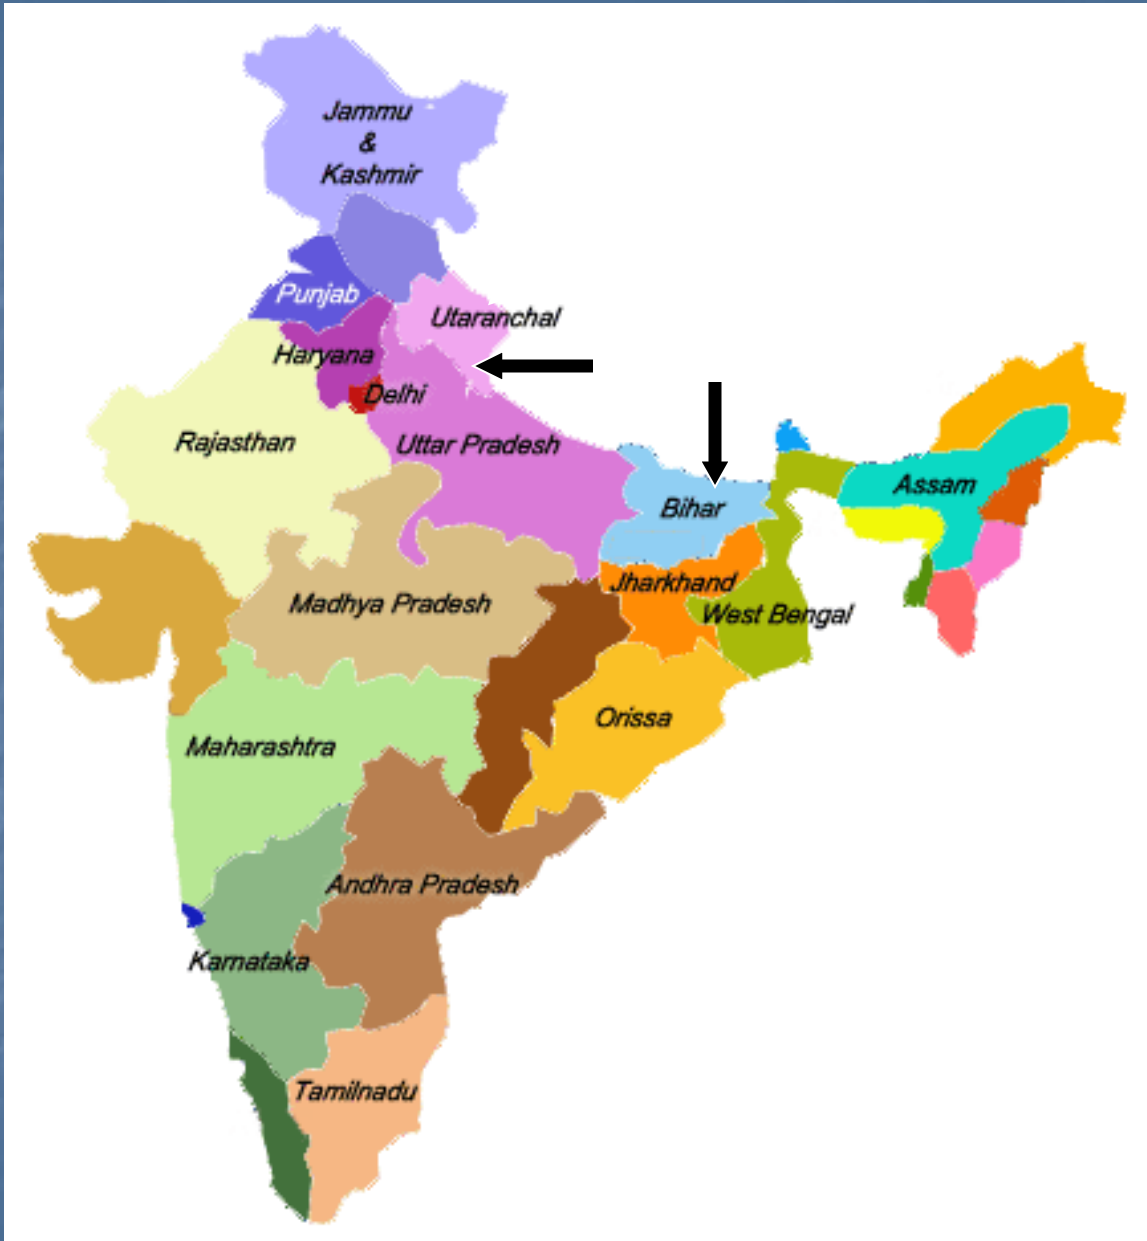 Jammu
&
Kashmir
Punjab
Utaranchal
Haryana
Delhi
Rajasthan
Uttar Pradesh
Bihar
Assam
Jharkhand
Madhya Pradesh
West Bengal
Orissa
Maharashtra
Andhra Pradesh
Karnataka
Tamilnadu